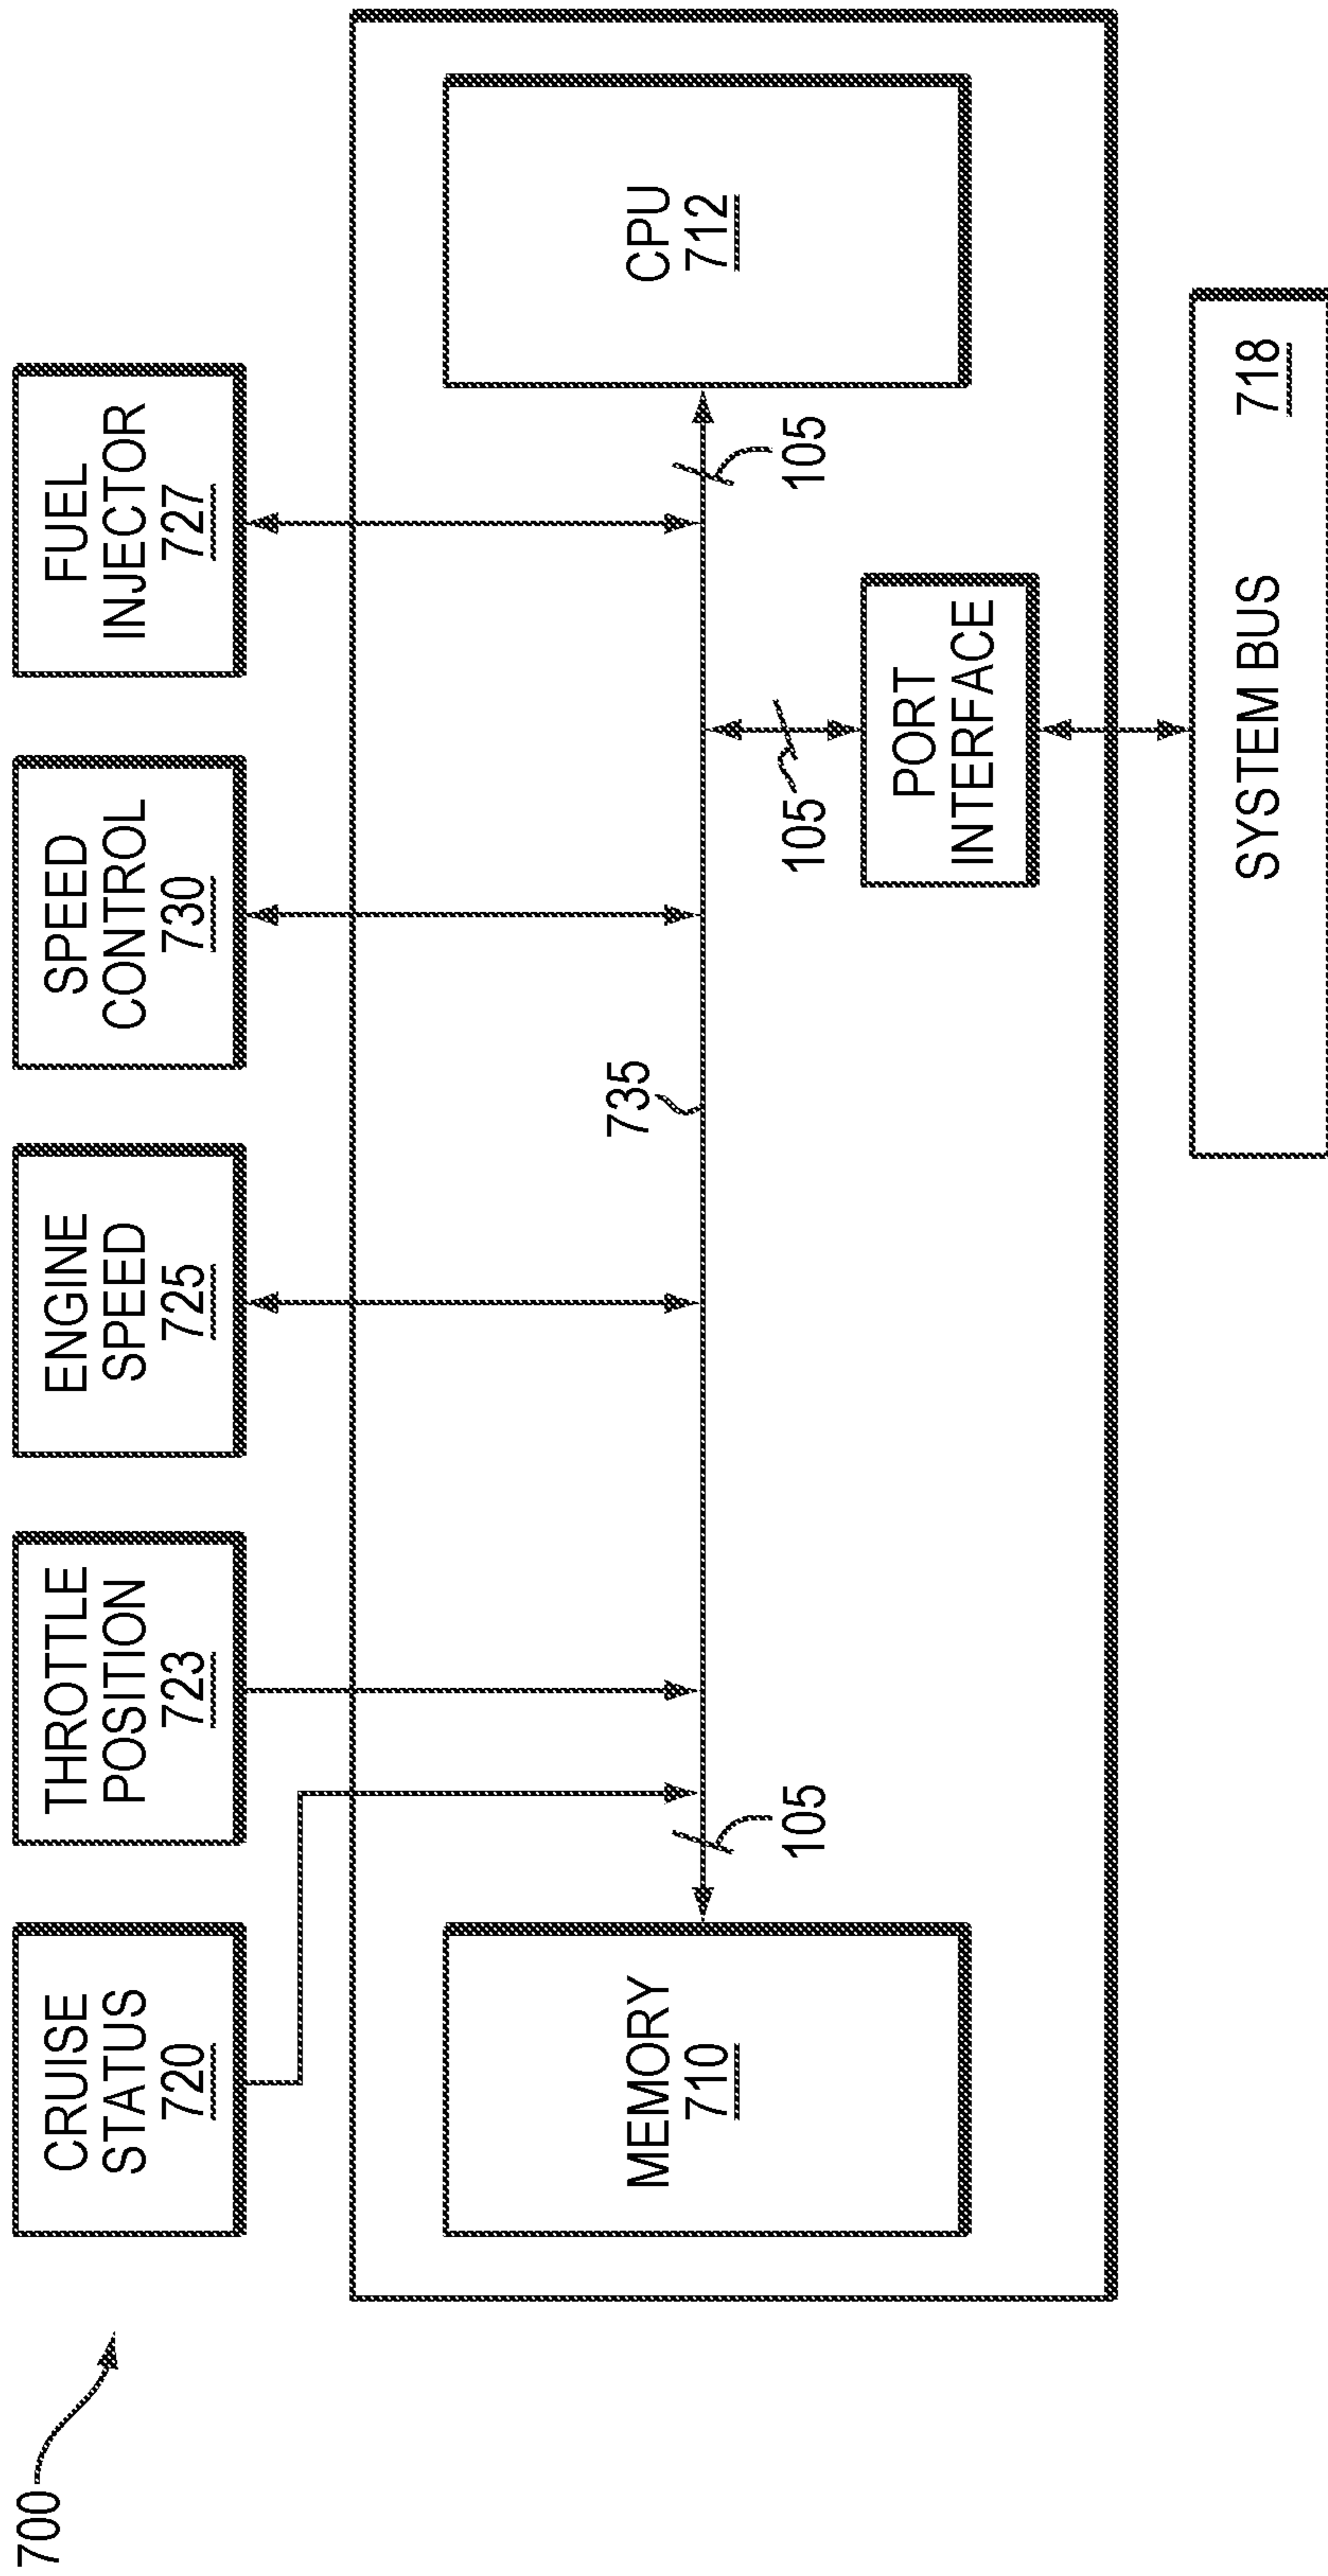 700
CRUISE
STATUS
720
THROTTLE
POSITION
723
ENGINE
SPEED
725
SPEED
CONTROL
730
FUEL
INJECTOR
727
MEMORY
710
105
735
105
CPU
712
105
PORT
INTERFACE
SYSTEM BUS 718